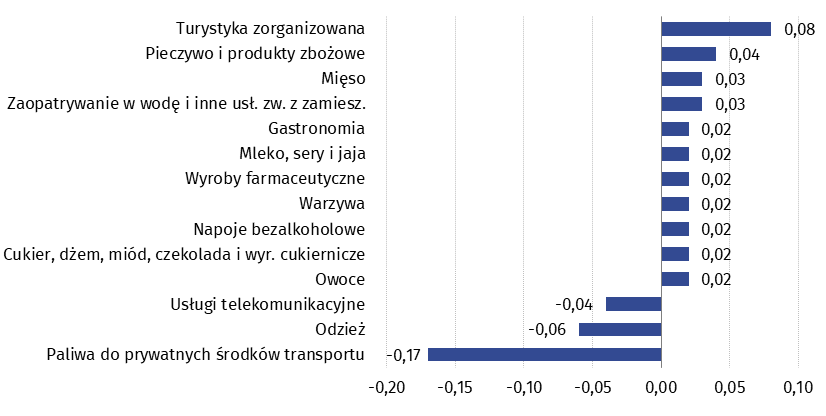 Turystyka zorganizowana 0,08
Pieczywo i produkty zbożowe 0,04
Mięso 0,03
Zaopatrywanie w wodę i inne usł. zw. z zamiesz. 0,03
Gastronomia 0,02
Mleko, sery i jaja 0,02
Wyroby farmaceutyczne 0,02
Warzywa 0,02
Napoje bezalkoholowe 0,02
Cukier, dżem, miód, czekolada i wyr. cukiernicze 0,02
Owoce 0,02
Usługi telekomunikacyjne -0,04
Odzież -0,06
Paliwa do prywatnych środków transportu -0,17
-0,20 -0,15 -0,10 -0,05 0,00 0,05 0,10